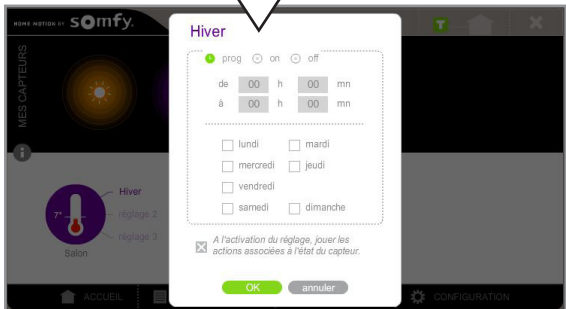 HOME MOTION BY somfy.
T
MES CAPTEURS
Hiver
prog on off
de 00 h 00 mn
à 00 h 00 mn
lundi mardi
mercredi jeudi
vendredi
samedi dimanche
A l'activation du réglage, jouer les
actions associées à l'état du capteur.
OK annuler
i
Hiver
7° réglage 2
réglage 3
Salon
ACCUEIL CONFIGURATION